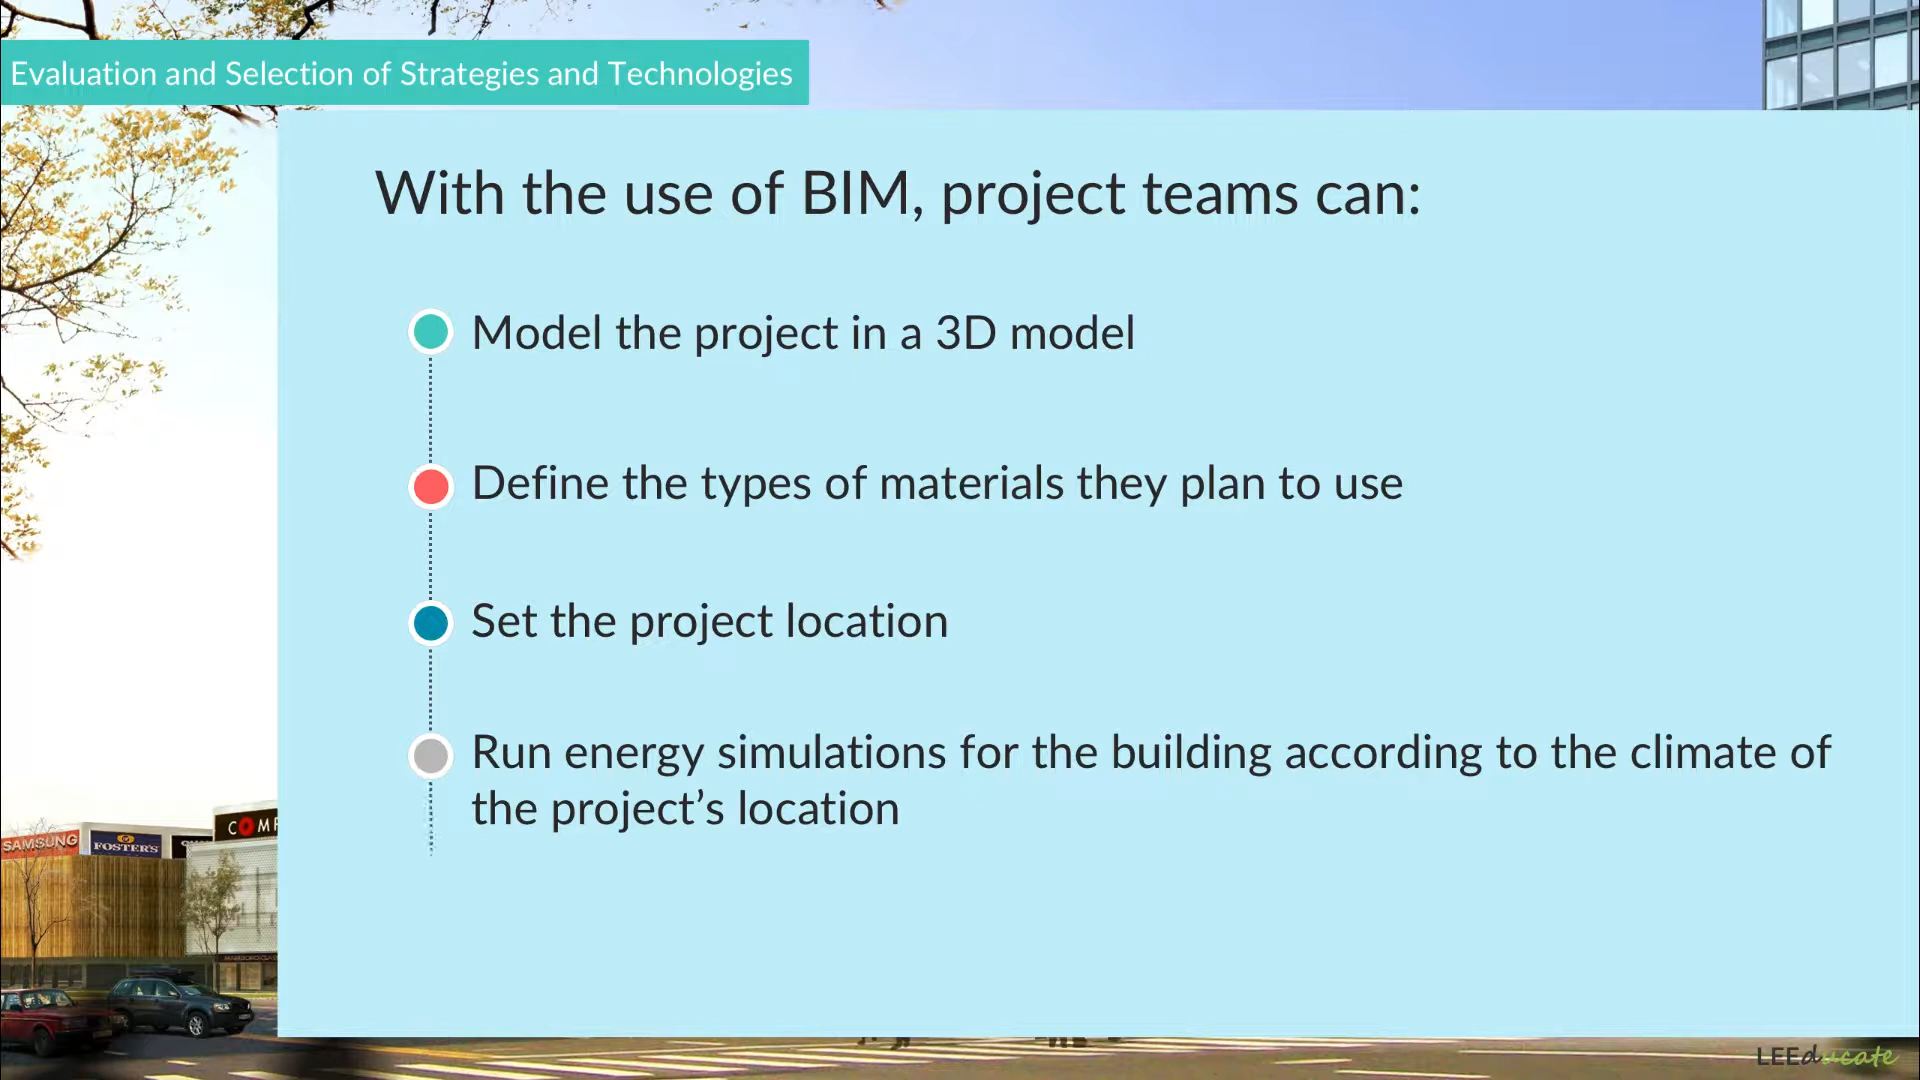 Evaluation and Selection of Strategies and Technologies
With the use of BIM, project teams can:
Model the project in a 3D model
Define the types of materials they plan to use
Set the project location
Run energy simulations for the building according to the climate of
the project’s location
SAMSUNG
FOSTER'S
LEEducate